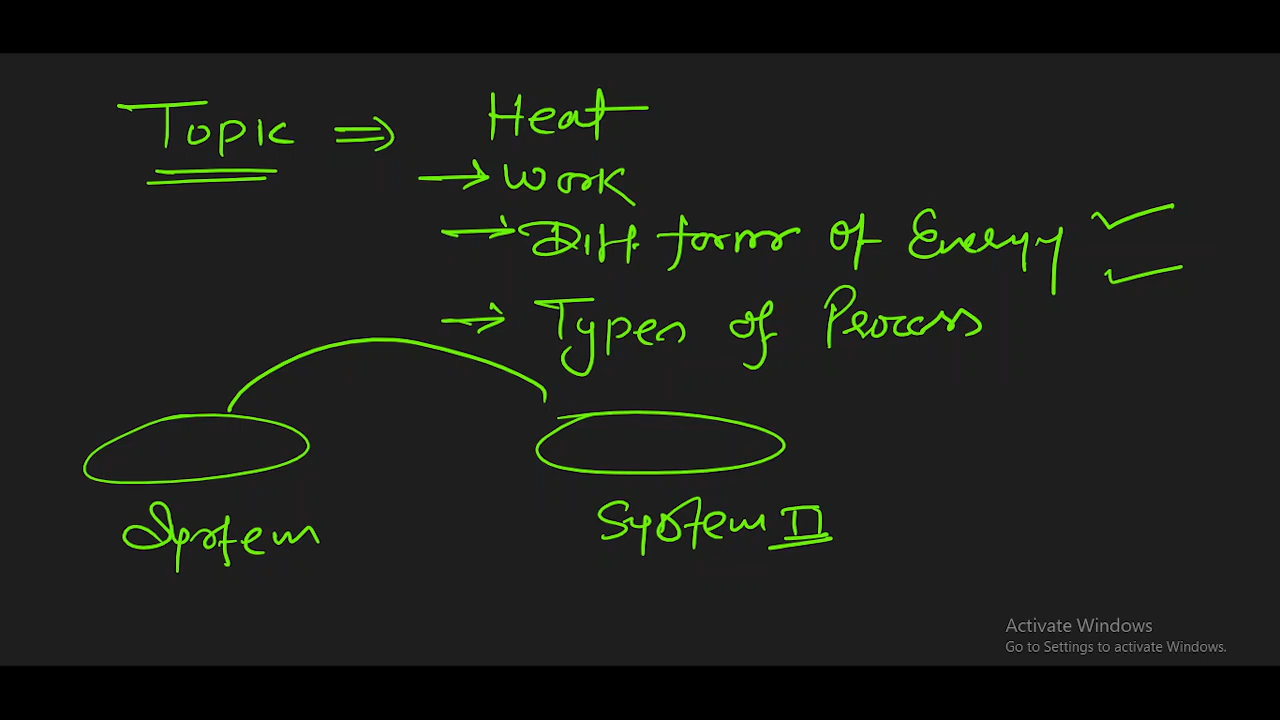 Topic ⇒ Heat
→ Work
→ Diff. forms of Energy ✓
→ Types of Process ✓
System
System II
Activate Windows
Go to Settings to activate Windows.